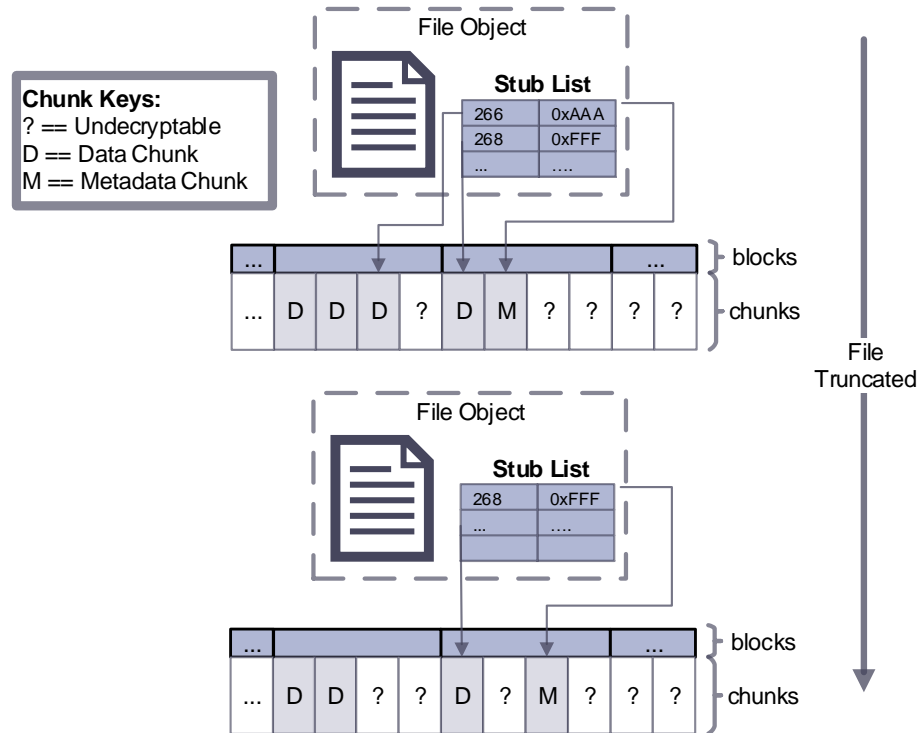 File Object
Chunk Keys:
? == Undecryptable
D == Data Chunk
M == Metadata Chunk
Stub List
266 0xAAA
268 0xFFF
... ....
... ...
blocks
... D D D ? D M ? ? ? ?
chunks
File
Truncated
File Object
Stub List
268 0xFFF
... ....
... ...
blocks
... D D ? ? D ? M ? ? ?
chunks